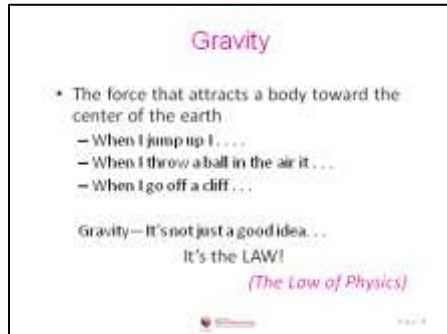 Gravity
• The force that attracts a body toward the
center of the earth
– When I jump up I . . . .
– When I throw a ball in the air it . . .
– When I go off a cliff . . .
Gravity—It's not just a good idea. . .
It's the LAW!
(The Law of Physics)